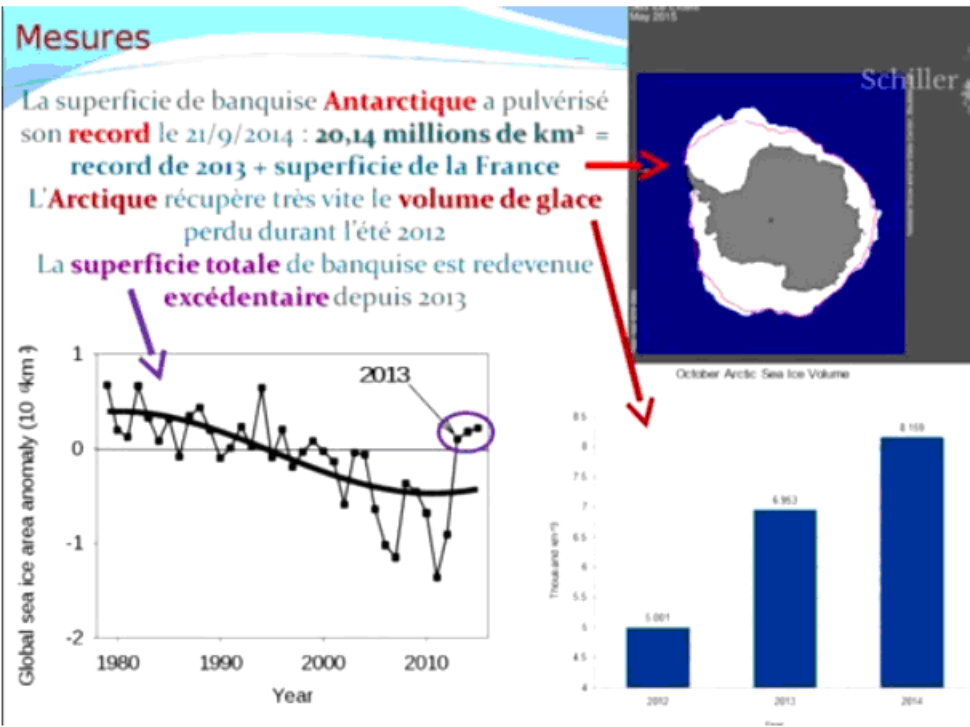 Mesures
May 2015
Schiller
La superficie de banquise Antarctique a pulvérisé
son record le 21/9/2014 : 20,14 millions de km² =
record de 2013 + superficie de la France
L'Arctique récupère très vite le volume de glace
perdu durant l'été 2012
La superficie totale de banquise est redevenue
excédentaire depuis 2013
Global sea ice area anomaly (10⁶km²)
1
0
-1
-2
2013
1980
1990
2000
2010
Year
October Arctic Sea Ice Volume
8.5
8
7.5
7
6.5
6
5.5
5
4.5
4
5.001
6.953
8.159
2012
2013
2014
Year